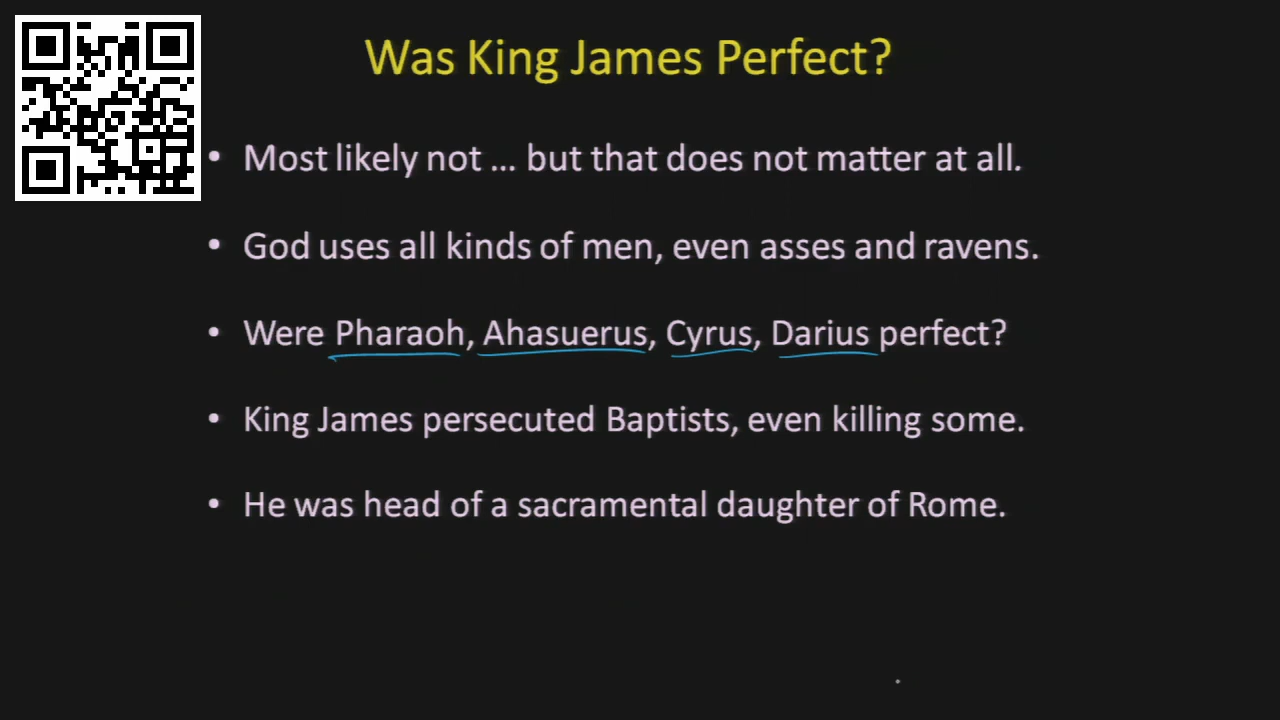 Was King James Perfect?
• Most likely not ... but that does not matter at all.
• God uses all kinds of men, even asses and ravens.
• Were Pharaoh, Ahasuerus, Cyrus, Darius perfect?
• King James persecuted Baptists, even killing some.
• He was head of a sacramental daughter of Rome.